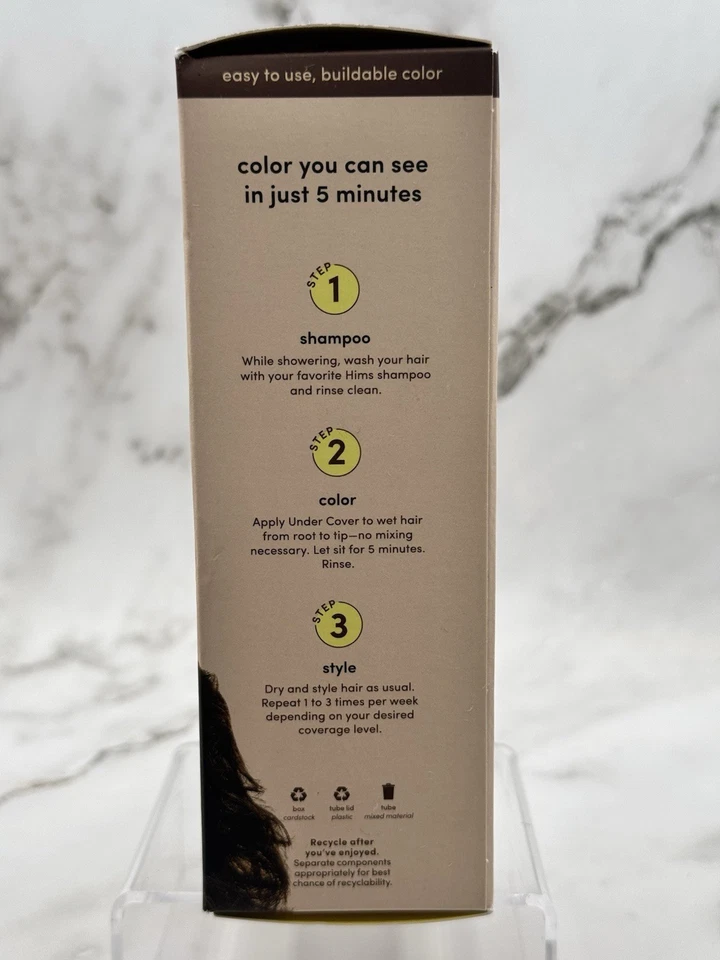 easy to use, buildable color
color you can see
in just 5 minutes
STEP
1
shampoo
While showering, wash your hair
with your favorite Hims shampoo
and rinse clean.
STEP
2
color
Apply Under Cover to wet hair
from root to tip—no mixing
necessary. Let sit for 5 minutes.
Rinse.
STEP
3
style
Dry and style hair as usual.
Repeat 1 to 3 times per week
depending on your desired
coverage level.
box tube lid tube
cardstock plastic mixed material
Recycle after
you've enjoyed.
Separate components
appropriately for best
chance of recyclability.